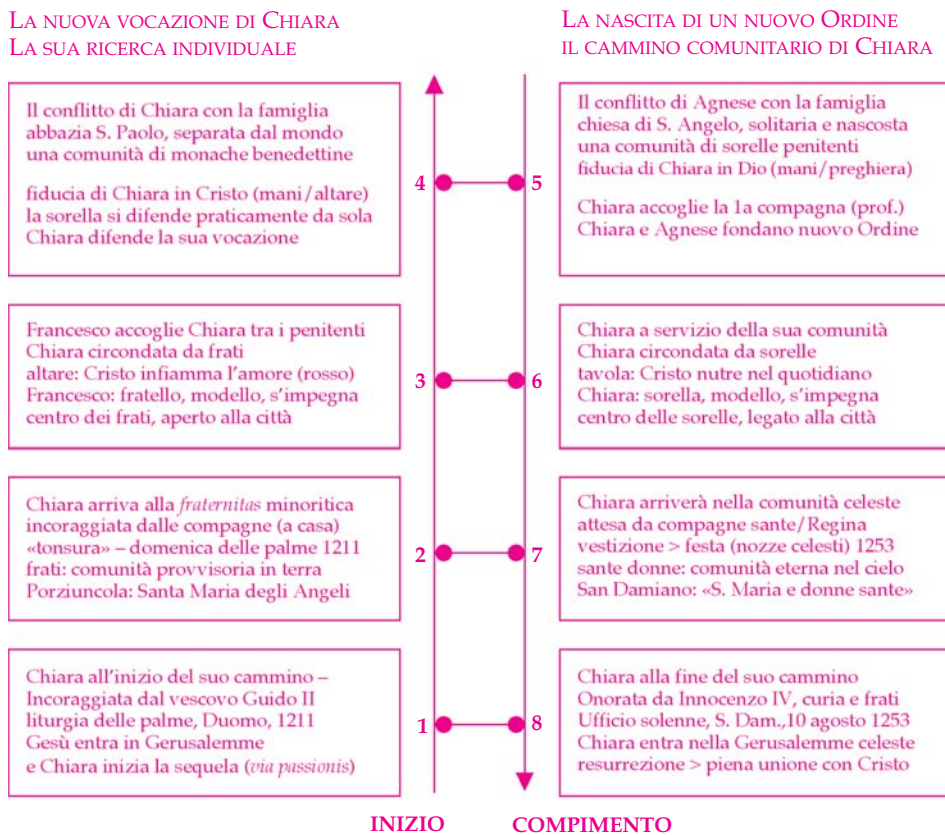 LA NUOVA VOCAZIONE DI CHIARA
LA SUA RICERCA INDIVIDUALE
LA NASCITA DI UN NUOVO ORDINE
IL CAMMINO COMUNITARIO DI CHIARA
Il conflitto di Chiara con la famiglia
abbazia S. Paolo, separata dal mondo
una comunità di monache benedettine
fiducia di Chiara in Cristo (mani/altare)
la sorella si difende praticamente da sola
Chiara difende la sua vocazione
4
5
Il conflitto di Agnese con la famiglia
chiesa di S. Angelo, solitaria e nascosta
una comunità di sorelle penitenti
fiducia di Chiara in Dio (mani/preghiera)
Chiara accoglie la 1a compagna (prof.)
Chiara e Agnese fondano nuovo Ordine
Francesco accoglie Chiara tra i penitenti
Chiara circondata da frati
altare: Cristo infiamma l'amore (rosso)
Francesco: fratello, modello, s'impegna
centro dei frati, aperto alla città
3
6
Chiara a servizio della sua comunità
Chiara circondata da sorelle
tavola: Cristo nutre nel quotidiano
Chiara: sorella, modello, s'impegna
centro delle sorelle, legato alla città
Chiara arriva alla fraternitas minoritica
incoraggiata dalle compagne (a casa)
«tonsura» – domenica delle palme 1211
frati: comunità provvisoria in terra
Porziuncola: Santa Maria degli Angeli
2
7
Chiara arriverà nella comunità celeste
attesa da compagne sante/Regina
vestizione > festa (nozze celesti) 1253
sante donne: comunità eterna nel cielo
San Damiano: «S. Maria e donne sante»
Chiara all'inizio del suo cammino –
Incoraggiata dal vescovo Guido II
liturgia delle palme, Duomo, 1211
Gesù entra in Gerusalemme
e Chiara inizia la sequela (via passionis)
1
8
Chiara alla fine del suo cammino
Onorata da Innocenzo IV, curia e frati
Ufficio solenne, S. Dam.,10 agosto 1253
Chiara entra nella Gerusalemme celeste
resurrezione > piena unione con Cristo
INIZIO
COMPIMENTO